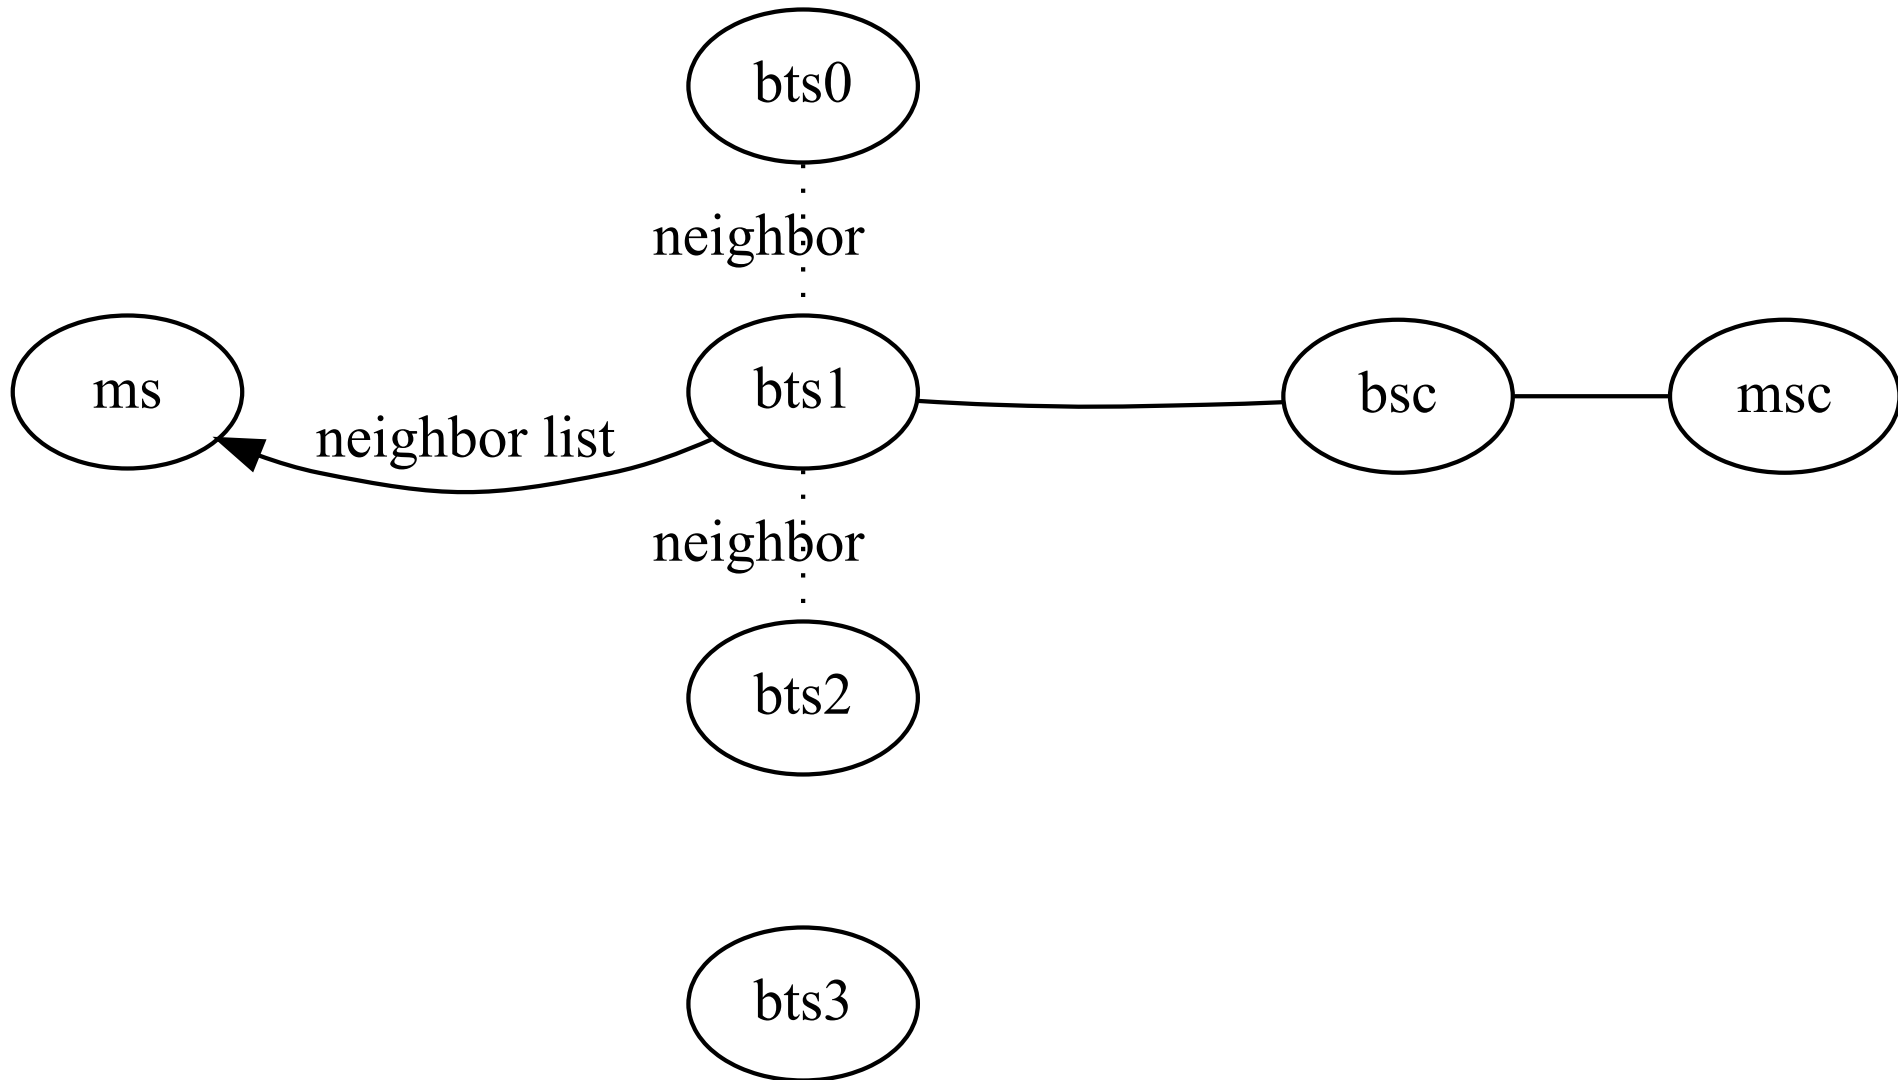 bts0
neighbor
ms
neighbor list
bts1
bsc
msc
neighbor
bts2
bts3